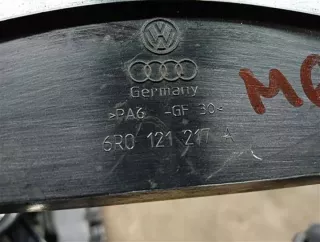 VW
Germany
>PA6 -GF 30<
6R0 121 217 A